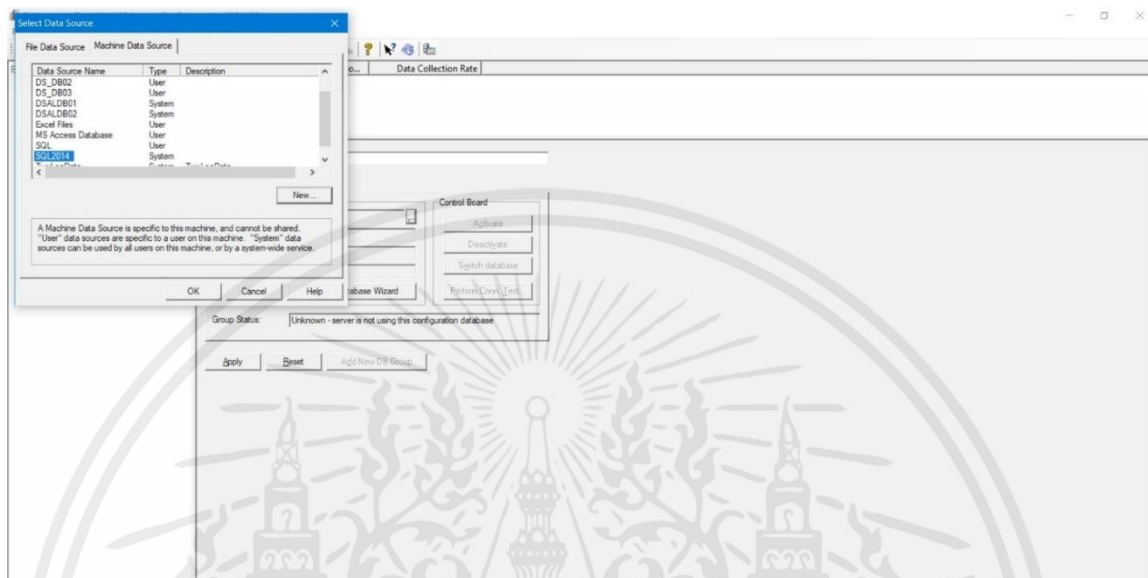 Select Data Source
File Data Source Machine Data Source
Data Source Name Type Description
DS_DB02 User
DS_DB03 User
DSALDB01 System
DSALDB02 System
Excel Files User
MS Access Database User
SQL User
SQL2014 System
New...
A Machine Data Source is specific to this machine, and cannot be shared.
"User" data sources are specific to a user on this machine. "System" data
sources can be used by all users on this machine, or by a system-wide service.
OK Cancel Help
Data Collection Rate
Control Board
Activate
Deactivate
Switch database
Perform Conn. Test
Wizard
Group Status: Unknown - server is not using this configuration database
Apply Reset Add New DB Group